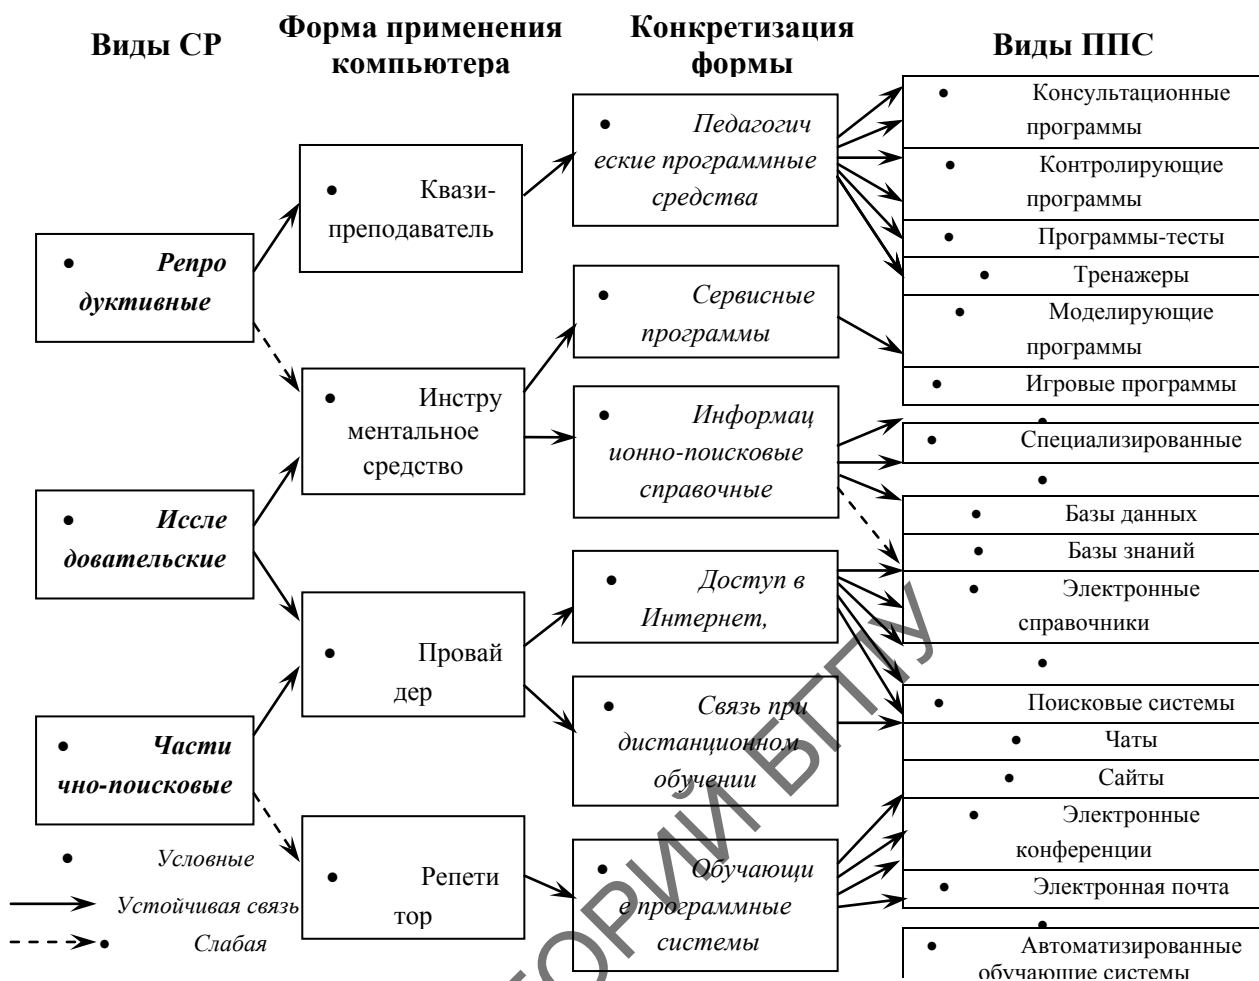 Виды СР
Форма применения
компьютера
Конкретизация
формы
Виды ППС
• Репро
дуктивные
• Иссле
довательские
• Части
чно-поисковые
• Условные
Устойчивая связь
• Слабая
• Квази-
преподаватель
• Инстру
ментальное
средство
• Провай
дер
• Репети
тор
• Педагогич
еские программные
средства
• Сервисные
программы
• Информац
ионно-поисковые
справочные
• Доступ в
Интернет,
• Связь при
дистанционном
обучении
• Обучающи
е программные
системы
• Консультационные
программы
• Контролирующие
программы
• Программы-тесты
• Тренажеры
• Моделирующие
программы
• Игровые программы
•
• Специализированные
•
• Базы данных
• Базы знаний
• Электронные
справочники
•
• Поисковые системы
• Чаты
• Сайты
• Электронные
конференции
• Электронная почта
•
• Автоматизированные
обучающие системы
ТОРИЙ БГПУ